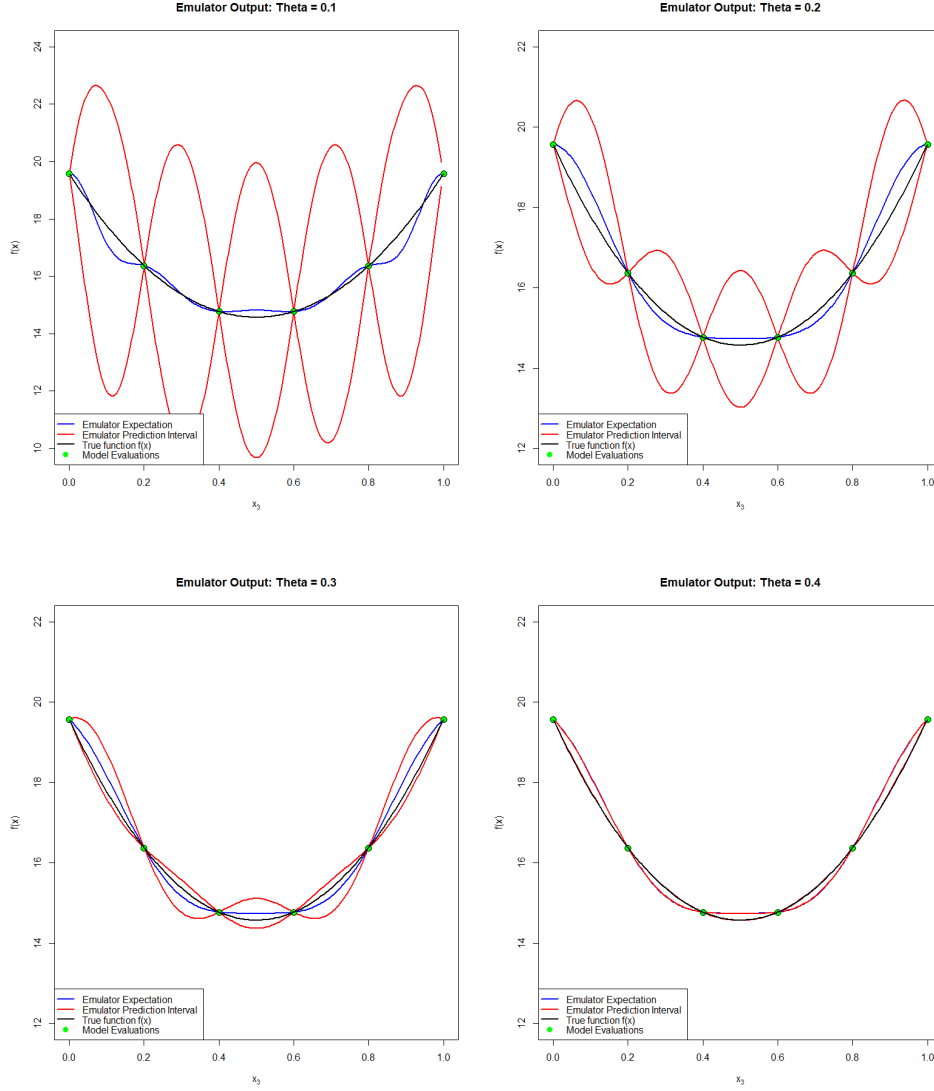 Emulator Output: Theta = 0.1
f(x)
24
22
20
18
16
14
12
10
Emulator Expectation
Emulator Prediction Interval
True function f(x)
Model Evaluations
0.0 0.2 0.4 0.6 0.8 1.0
x3
Emulator Output: Theta = 0.2
f(x)
22
20
18
16
14
12
Emulator Expectation
Emulator Prediction Interval
True function f(x)
Model Evaluations
0.0 0.2 0.4 0.6 0.8 1.0
x3
Emulator Output: Theta = 0.3
f(x)
22
20
18
16
14
12
Emulator Expectation
Emulator Prediction Interval
True function f(x)
Model Evaluations
0.0 0.2 0.4 0.6 0.8 1.0
x3
Emulator Output: Theta = 0.4
f(x)
22
20
18
16
14
12
Emulator Expectation
Emulator Prediction Interval
True function f(x)
Model Evaluations
0.0 0.2 0.4 0.6 0.8 1.0
x3